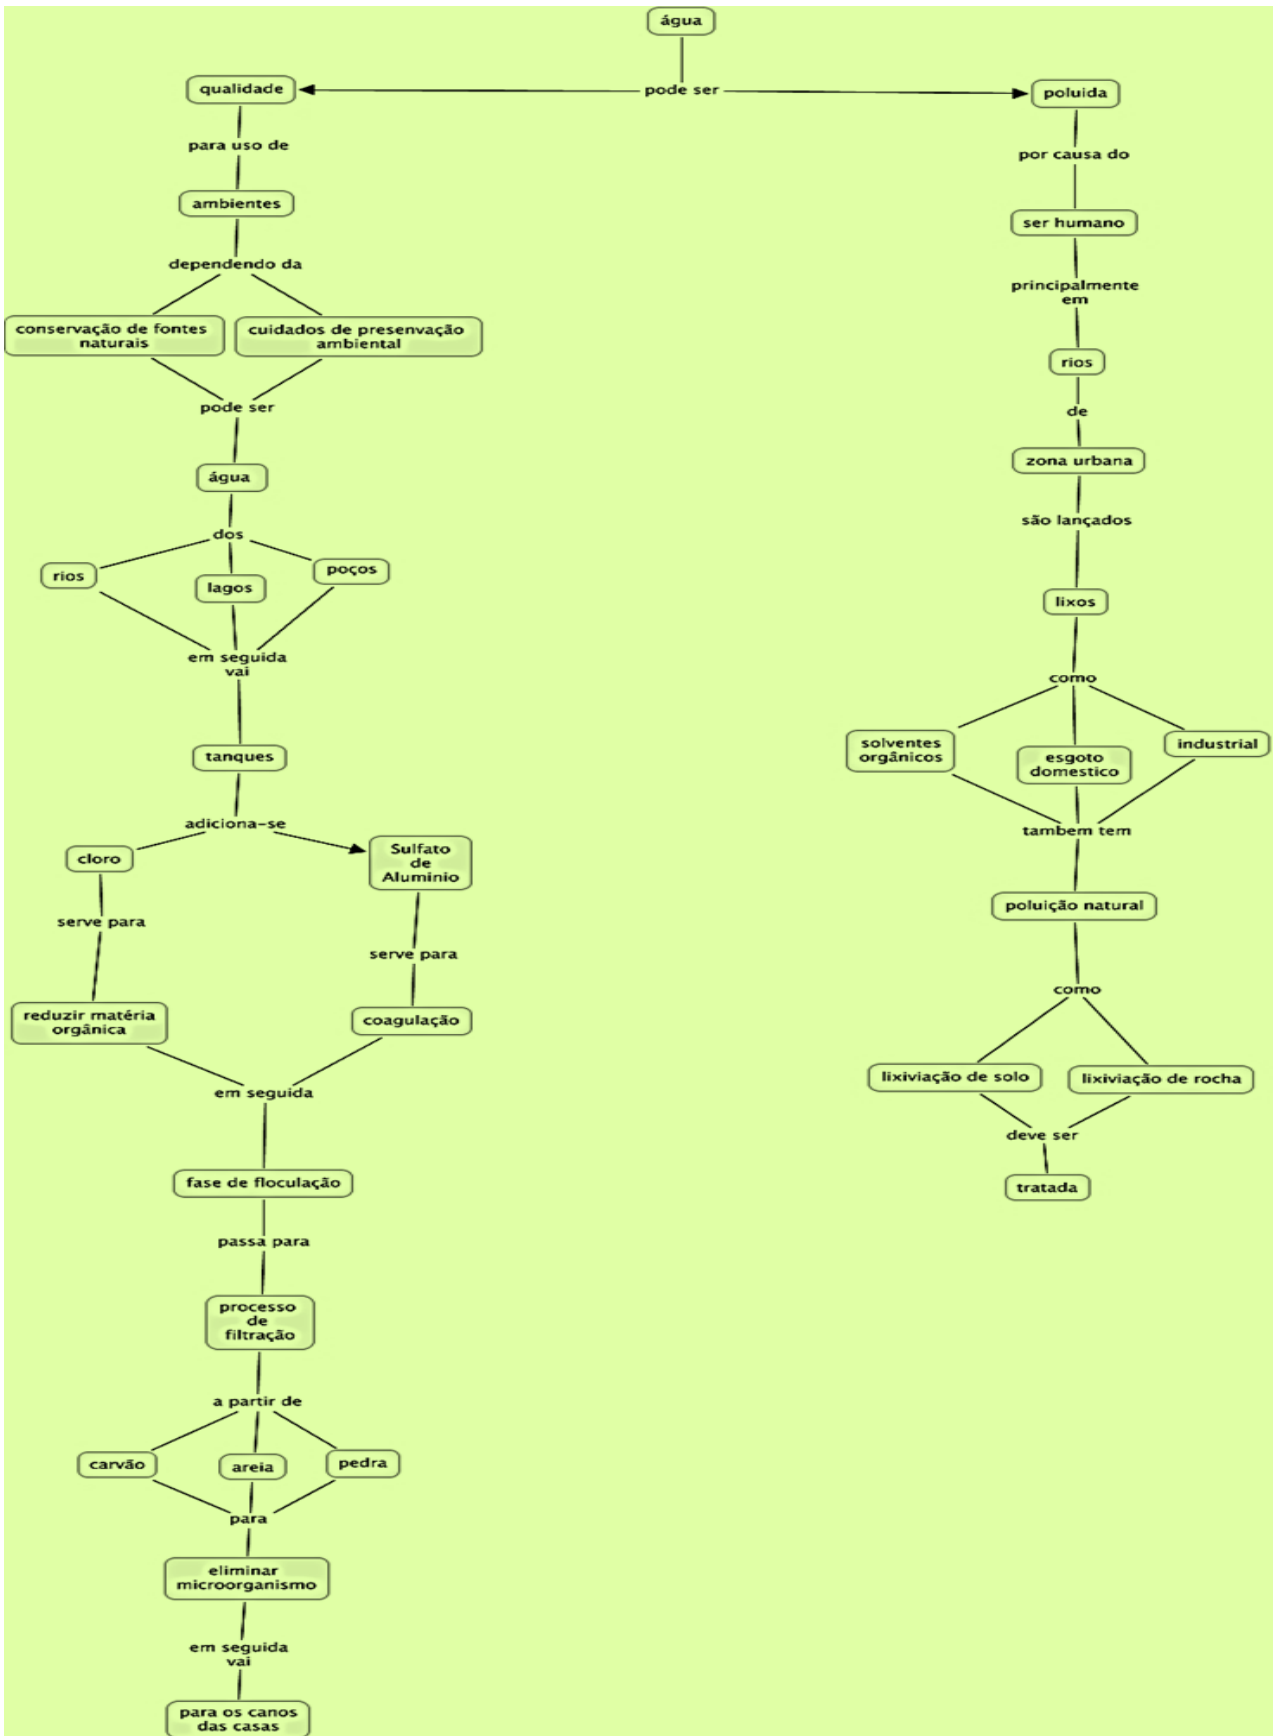 água
pode ser
qualidade
para uso de
ambientes
dependendo da
conservação de fontes
naturais
cuidados de presenvação
ambiental
pode ser
água
dos
rios
lagos
poços
em seguida
vai
tanques
adiciona-se
cloro
Sulfato
de
Aluminio
serve para
serve para
reduzir matéria
orgânica
coagulação
em seguida
fase de floculação
passa para
processo
de
filtração
a partir de
carvão
areia
pedra
para
eliminar
microorganismo
em seguida
vai
para os canos
das casas
poluida
por causa do
ser humano
principalmente
em
rios
de
zona urbana
são lançados
lixos
como
solventes
orgânicos
esgoto
domestico
industrial
tambem tem
poluição natural
como
lixiviação de solo
lixiviação de rocha
deve ser
tratada